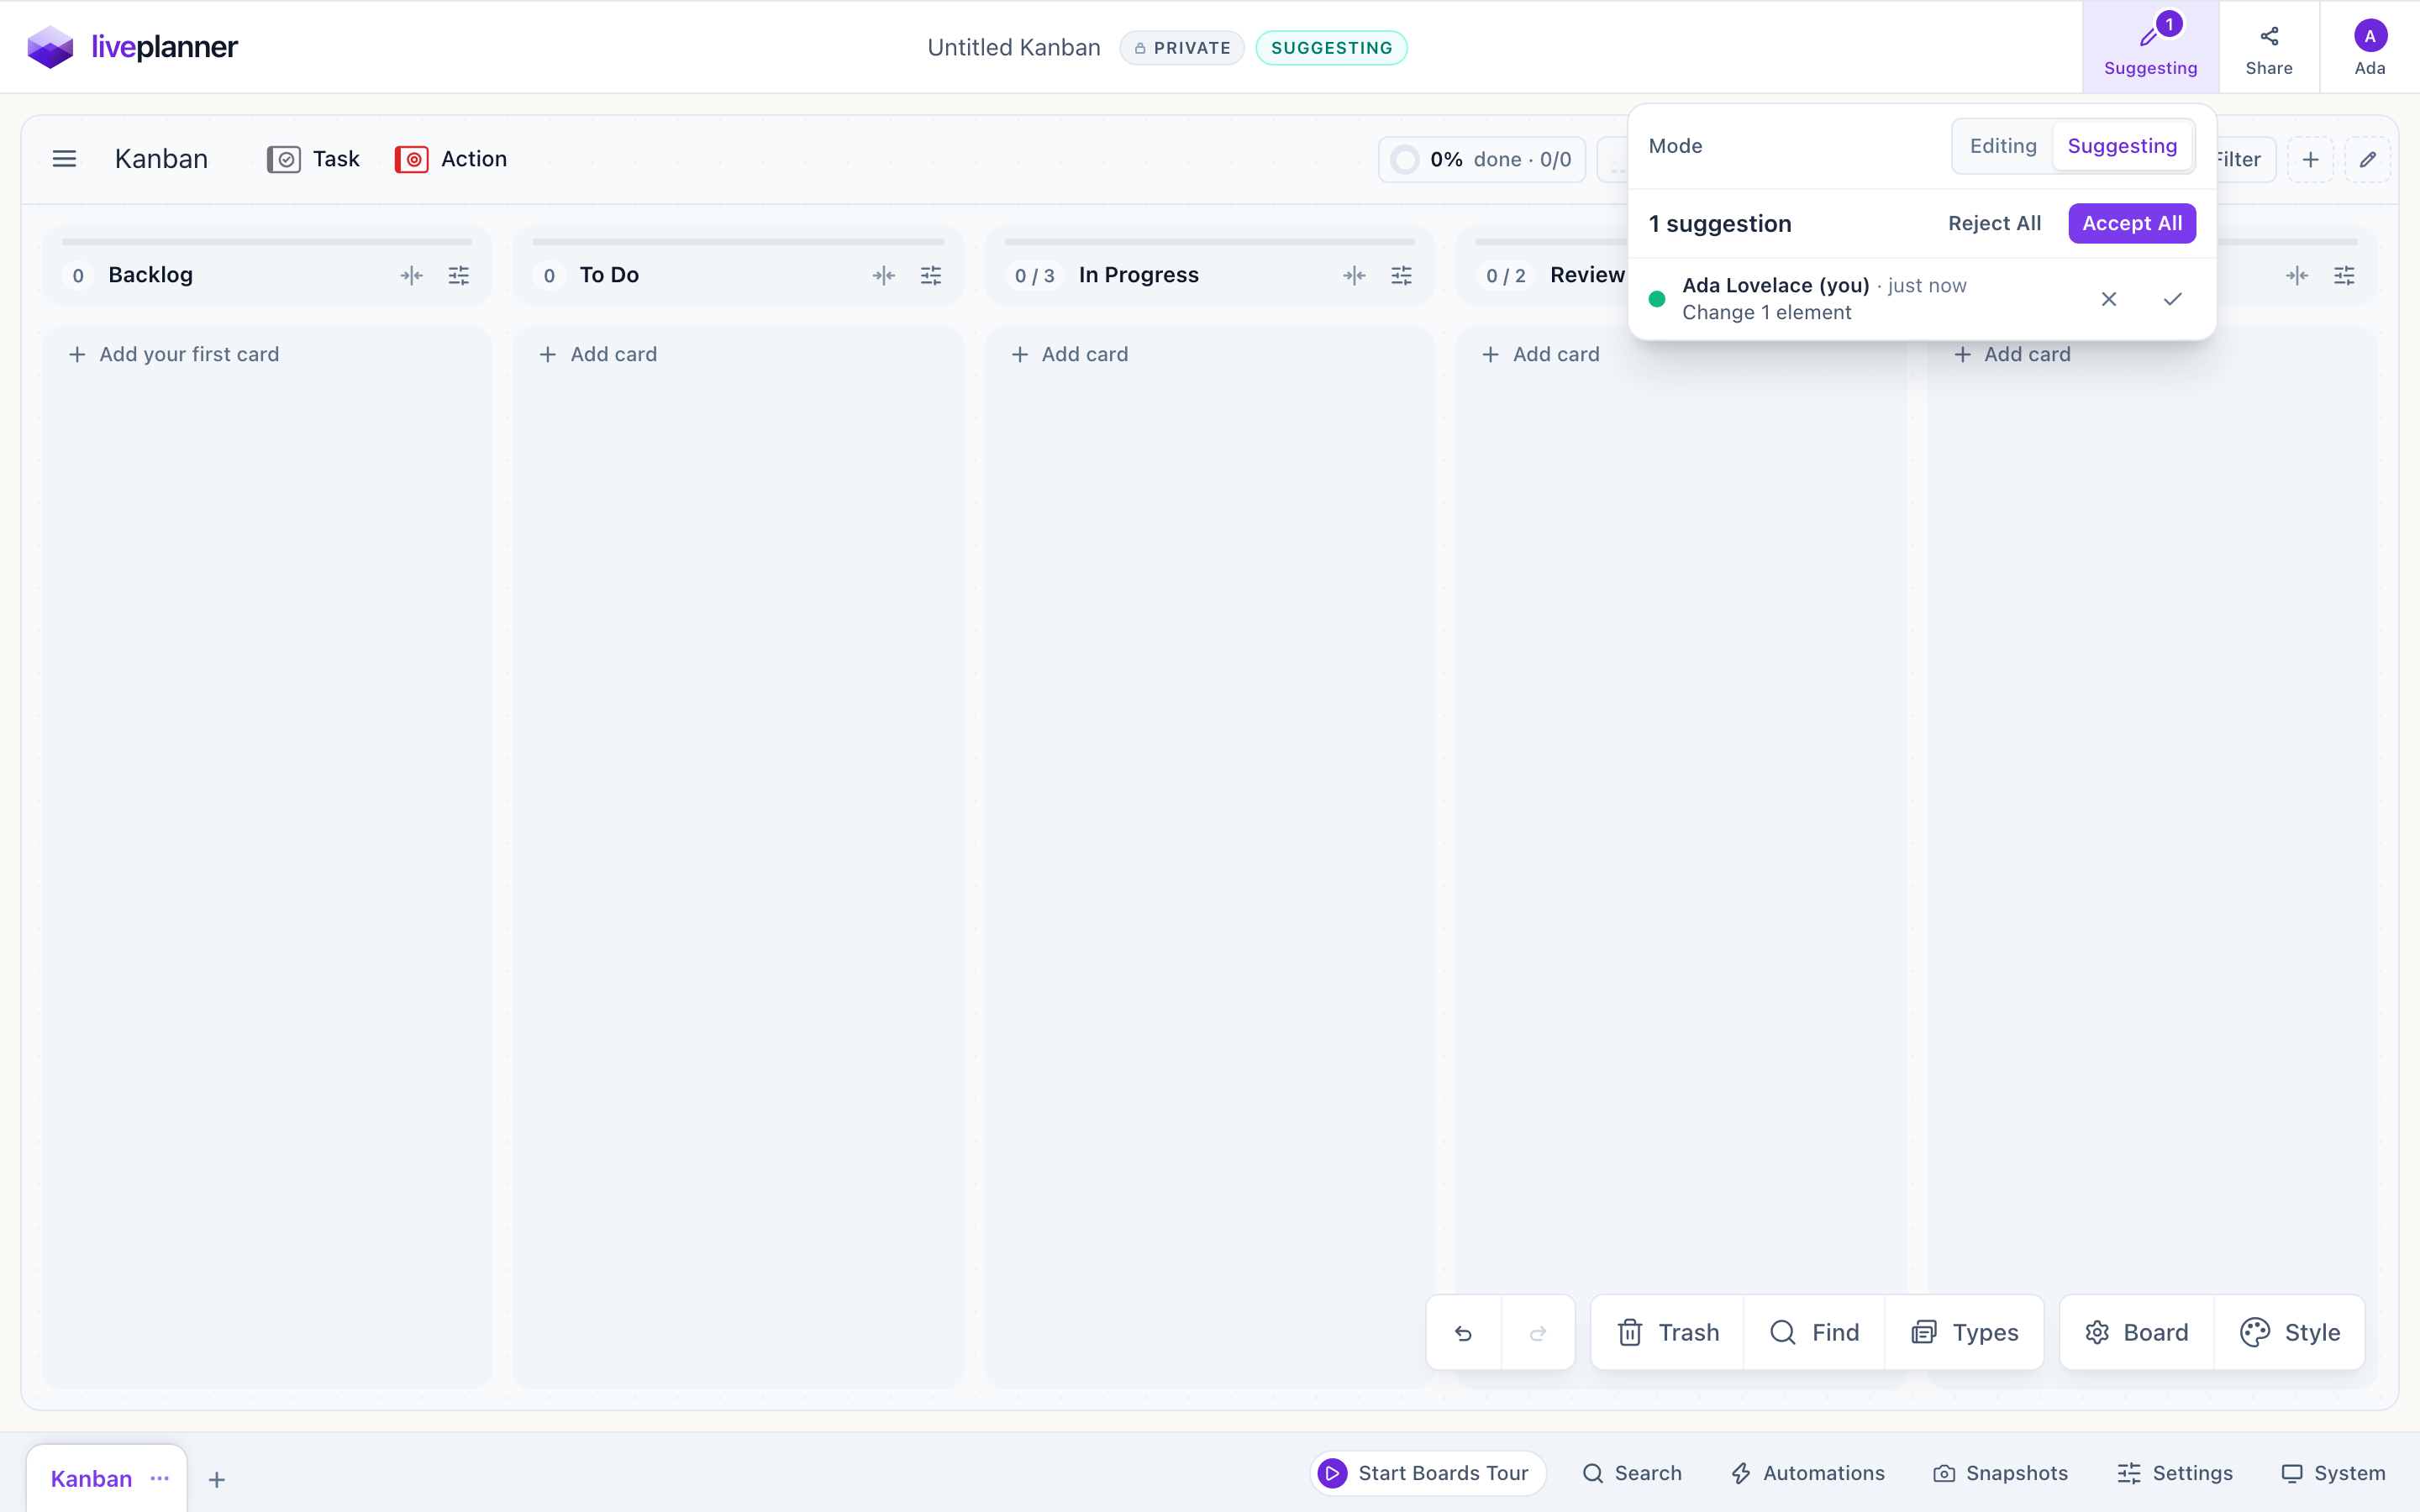 liveplanner
Untitled Kanban
PRIVATE
SUGGESTING
1
Suggesting
Share
A
Ada
Kanban
Task
Action
0% done · 0/0
Filter
Mode
Editing
Suggesting
1 suggestion
Reject All
Accept All
Ada Lovelace (you) · just now
Change 1 element
0 Backlog
0 To Do
0 / 3 In Progress
0 / 2 Review
Add your first card
Add card
Add card
Add card
Add card
Trash
Find
Types
Board
Style
Kanban
Start Boards Tour
Search
Automations
Snapshots
Settings
System